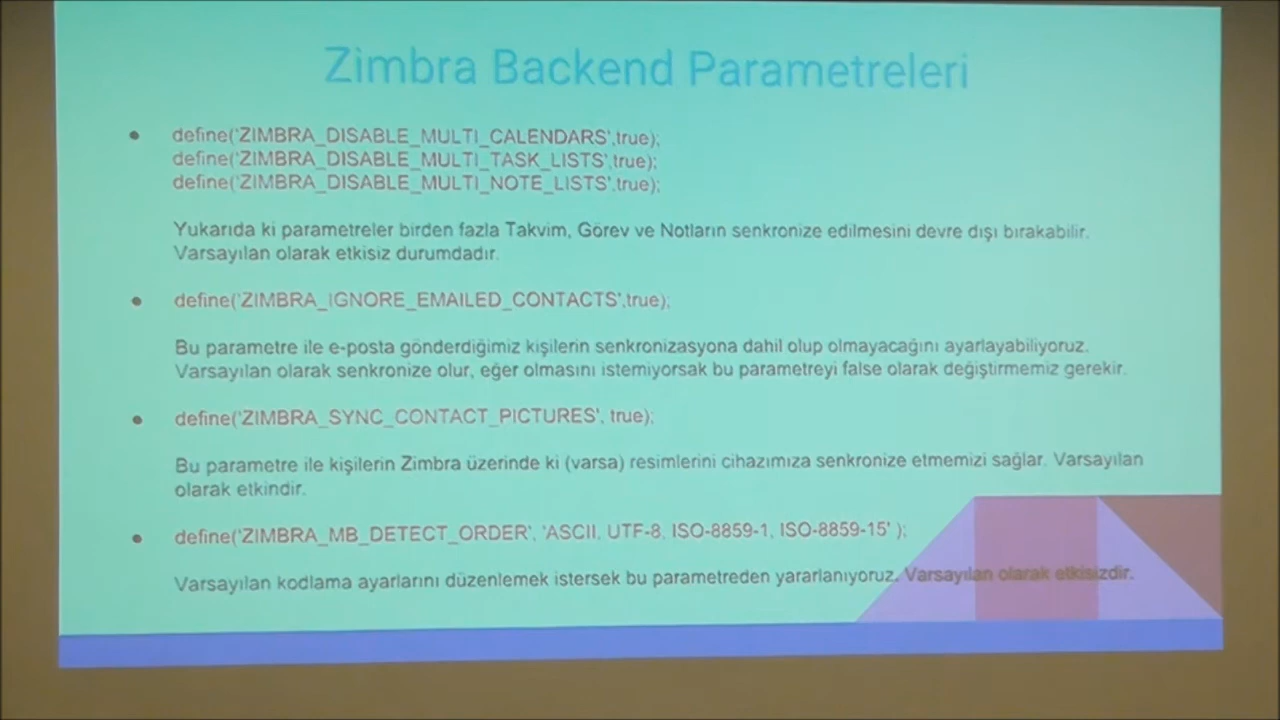 Zimbra Backend Parametreleri
● define('ZIMBRA_DISABLE_MULTI_CALENDARS',true);
define('ZIMBRA_DISABLE_MULTI_TASK_LISTS',true);
define('ZIMBRA_DISABLE_MULTI_NOTE_LISTS',true);
Yukarıda ki parametreler birden fazla Takvim, Görev ve Notların senkronize edilmesini devre dışı bırakabilir.
Varsayılan olarak etkisiz durumdadır.
● define('ZIMBRA_IGNORE_EMAILED_CONTACTS',true);
Bu parametre ile e-posta gönderdiğimiz kişilerin senkronizasyona dahil olup olmayacağını ayarlayabiliyoruz.
Varsayılan olarak senkronize olur, eğer olmasını istemiyorsak bu parametreyi false olarak değiştirmemiz gerekir.
● define('ZIMBRA_SYNC_CONTACT_PICTURES', true);
Bu parametre ile kişilerin Zimbra üzerinde ki (varsa) resimlerini cihazımıza senkronize etmemizi sağlar. Varsayılan
olarak etkindir.
● define('ZIMBRA_MB_DETECT_ORDER', 'ASCII, UTF-8, ISO-8859-1, ISO-8859-15' );
Varsayılan kodlama ayarlarını düzenlemek istersek bu parametreden yararlanıyoruz. Varsayılan olarak etkisizdir.